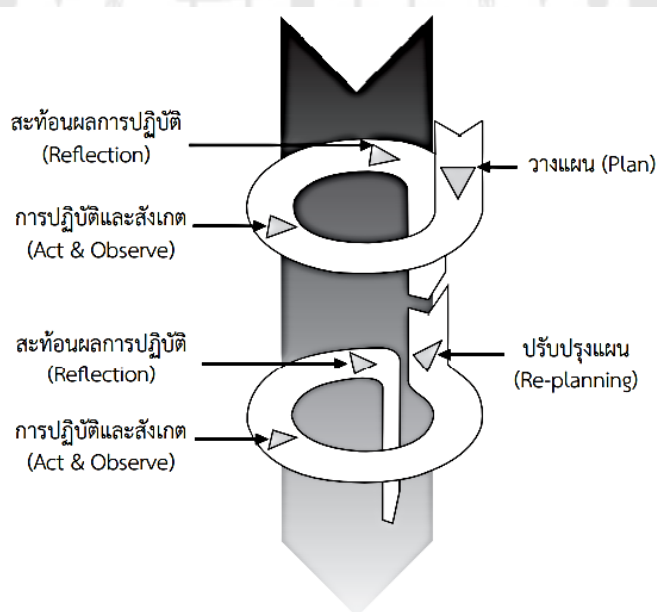 สะท้อนผลการปฏิบัติ
(Reflection)
วางแผน (Plan)
การปฏิบัติและสังเกต
(Act & Observe)
สะท้อนผลการปฏิบัติ
(Reflection)
ปรับปรุงแผน
(Re-planning)
การปฏิบัติและสังเกต
(Act & Observe)